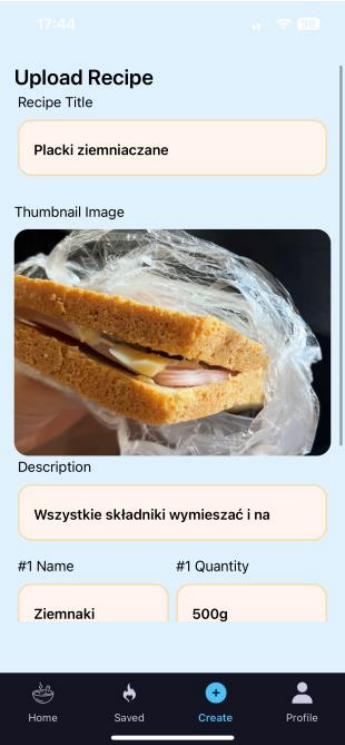 17:44
Upload Recipe
Recipe Title
Placki ziemniaczane
Thumbnail Image
Description
Wszystkie składniki wymieszać i na
#1 Name #1 Quantity
Ziemnaki 500g
Home Saved Create Profile